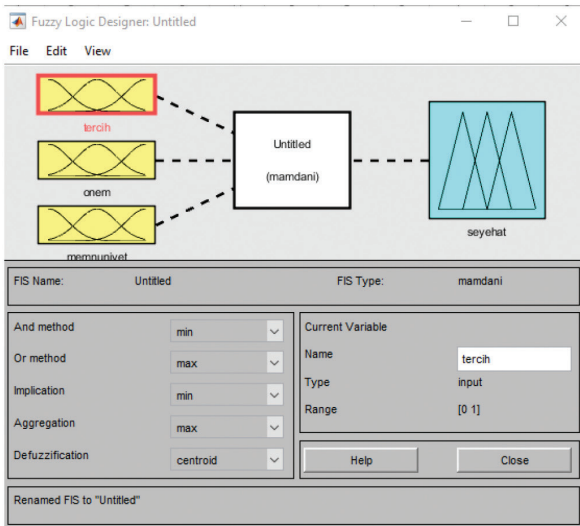 Fuzzy Logic Designer: Untitled
File Edit View
tercih
onem
memnuniyet
Untitled
(mamdani)
seyehat
FIS Name: Untitled FIS Type: mamdani
And method min
Or method max
Implication min
Aggregation max
Defuzzification centroid
Current Variable
Name tercih
Type input
Range [0 1]
Help Close
Renamed FIS to "Untitled"